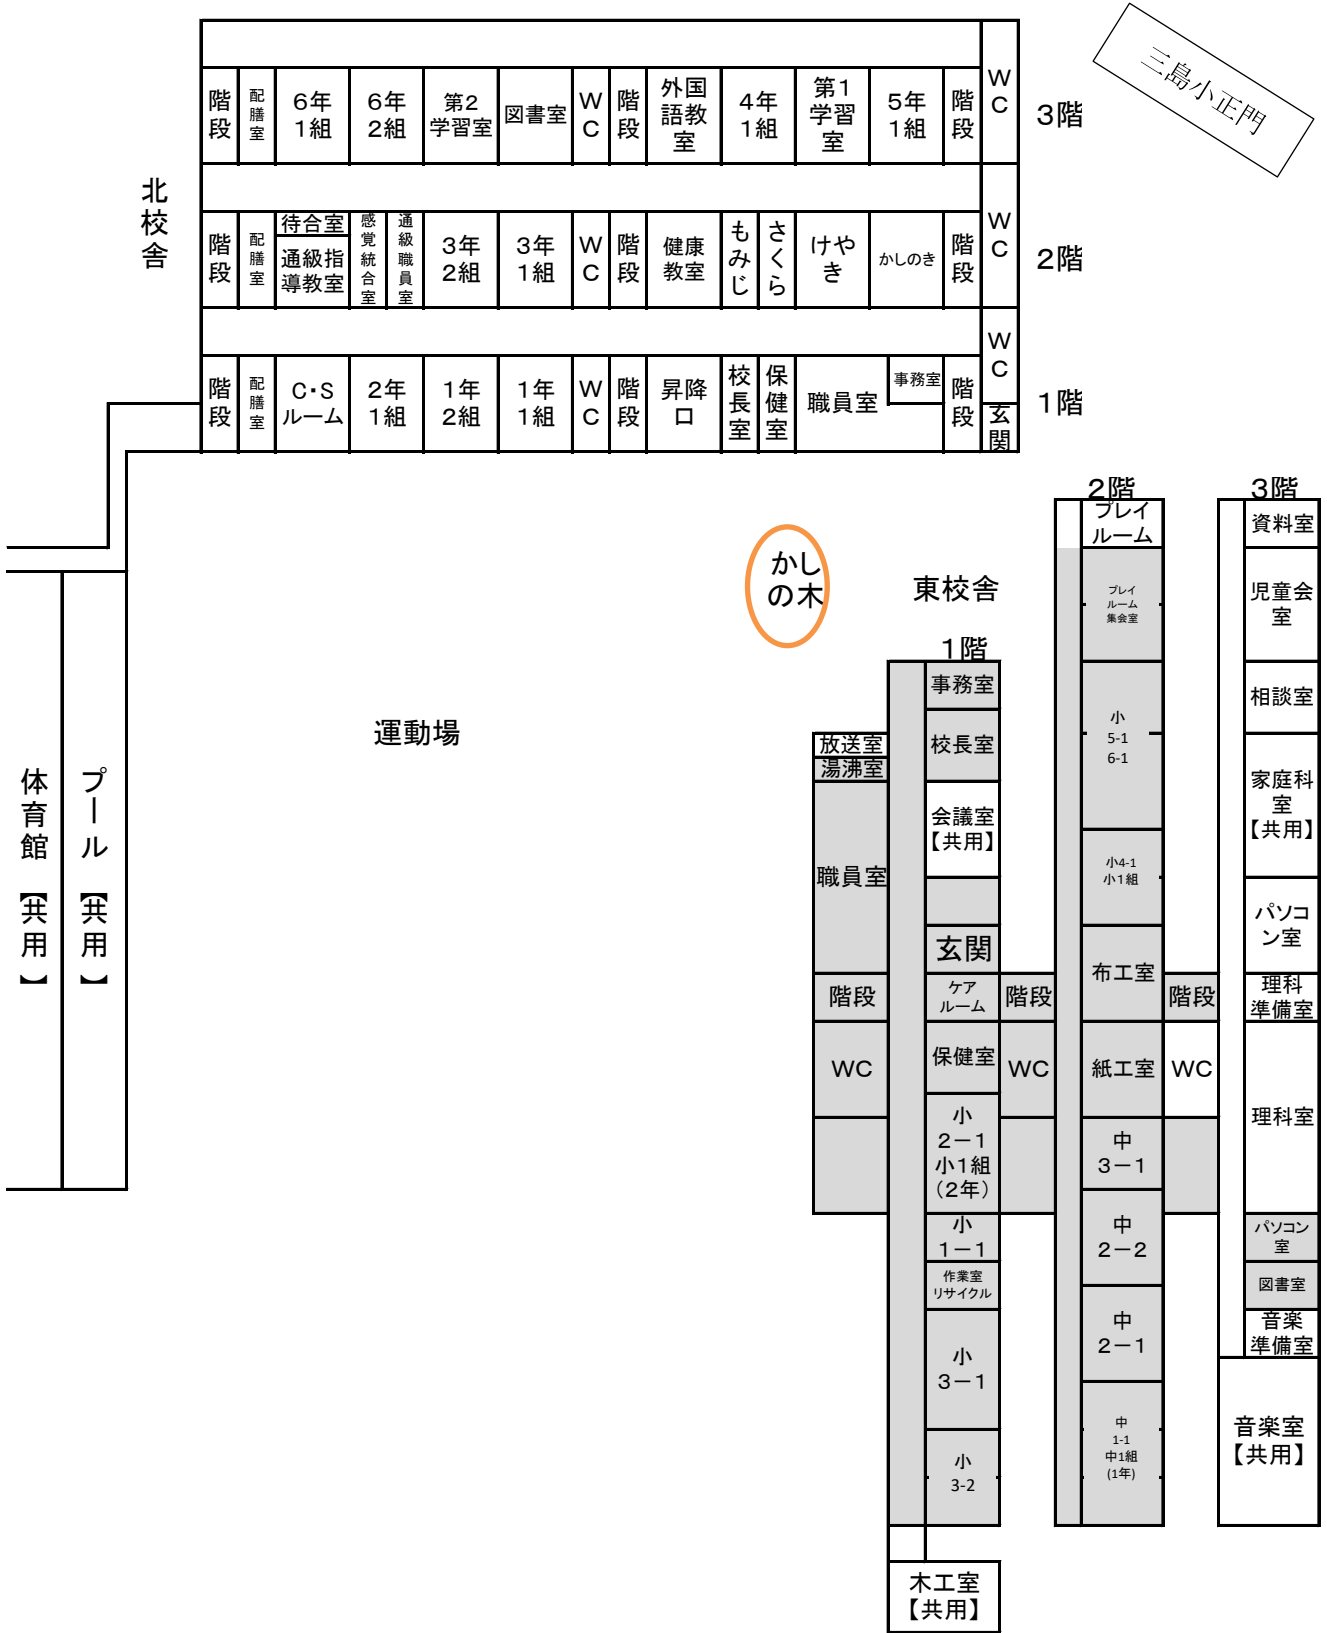 三島小正門
北校舎
階段
配膳室
6年
1組
6年
2組
第2
学習室
図書室
WC
階段
外国
語教
室
4年
1組
第1
学習
室
5年
1組
階段
WC
3階
階段
配膳室
待合室
通級指
導教室
感覚統合室
通級職員室
3年
2組
3年
1組
WC
階段
健康
教室
もみじ
さくら
けや
き
かしのき
階段
WC
2階
階段
配膳室
C・S
ルーム
2年
1組
1年
2組
1年
1組
WC
階段
昇降
口
校長室
保健室
職員室
事務室
階段
WC
玄関
1階
体育館【共用】
プール【共用】
運動場
かし
の木
東校舎
1階
放送室
湯沸室
職員室
階段
WC
事務室
校長室
会議室
【共用】
玄関
ケア
ルーム
保健室
小
2－1
小1組
（2年）
小
1－1
作業室
リサイクル
小
3－1
小
3-2
木工室
【共用】
階段
WC
2階
プレイ
ルーム
プレイ
ルーム
集会室
小
5-1
6-1
小4-1
小1組
布工室
紙工室
中
3－1
中
2－2
中
2－1
中
1-1
中1組
(1年)
階段
WC
3階
資料室
児童会
室
相談室
家庭科
室
【共用】
パソコ
ン室
理科
準備室
理科室
パソコン
室
図書室
音楽
準備室
音楽室
【共用】